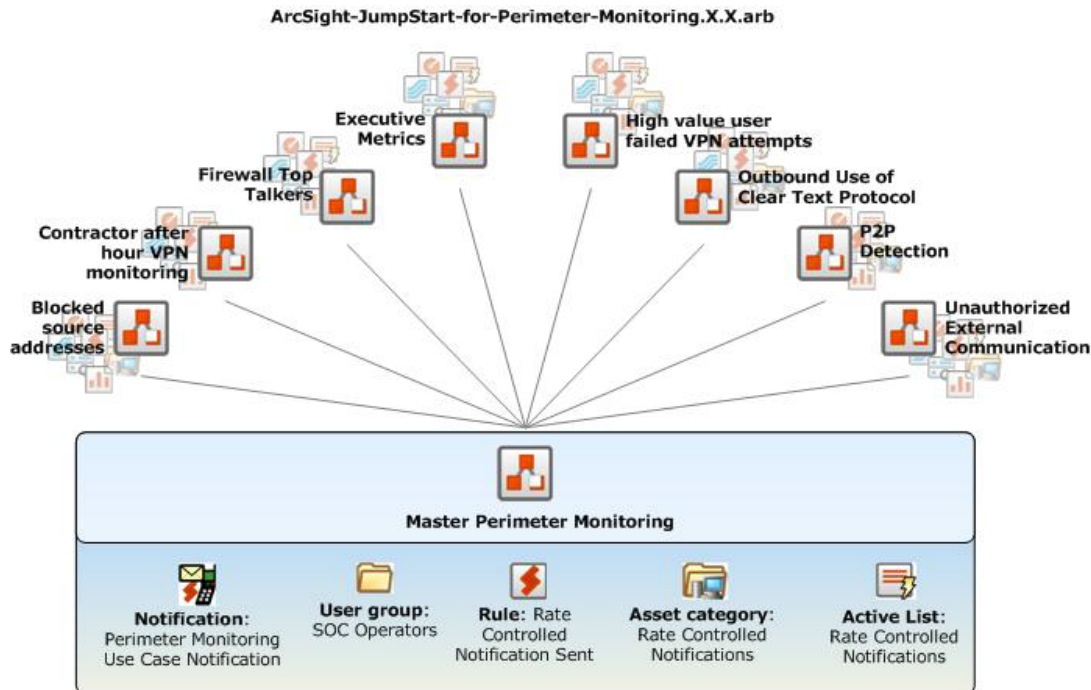 ArcSight-JumpStart-for-Perimeter-Monitoring.X.X.arb
Executive
Metrics
High value user
failed VPN attempts
Firewall Top
Talkers
Outbound Use of
Clear Text Protocol
Contractor after
hour VPN
monitoring
P2P
Detection
Blocked
source
addresses
Unauthorized
External
Communication
Master Perimeter Monitoring
Notification:
Perimeter Monitoring
Use Case Notification
User group:
SOC Operators
Rule: Rate
Controlled
Notification Sent
Asset category:
Rate Controlled
Notifications
Active List:
Rate Controlled
Notifications